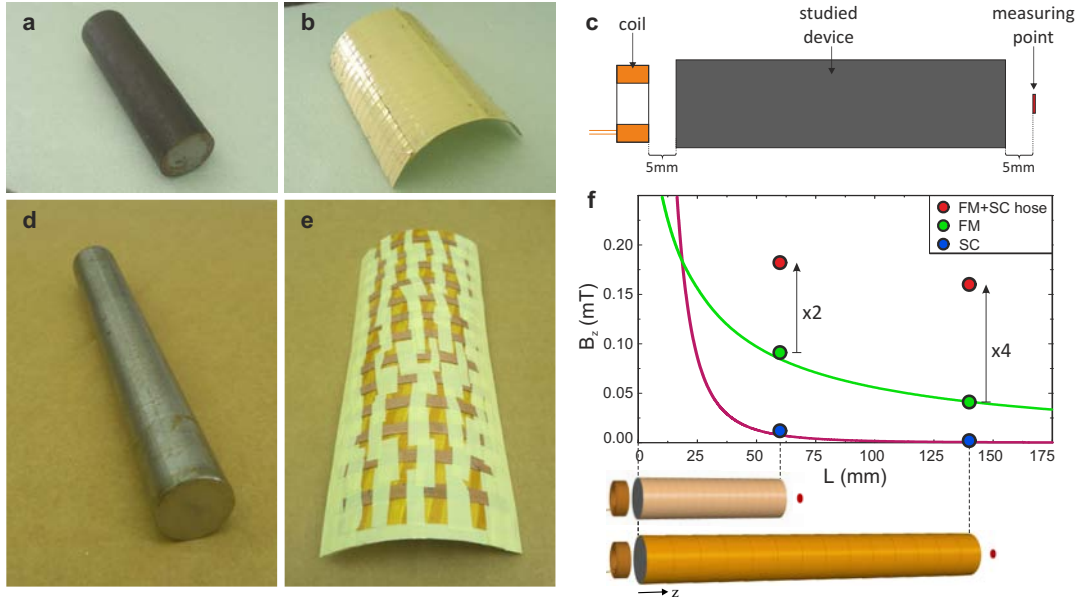 a
b
c
coil
studied
device
measuring
point
5mm
5mm
d
e
f
FM+SC hose
FM
SC
B_z (mT)
0.20
0.15
0.10
0.05
0.00
x2
x4
0
25
50
75
100
125
150
175
L (mm)
z